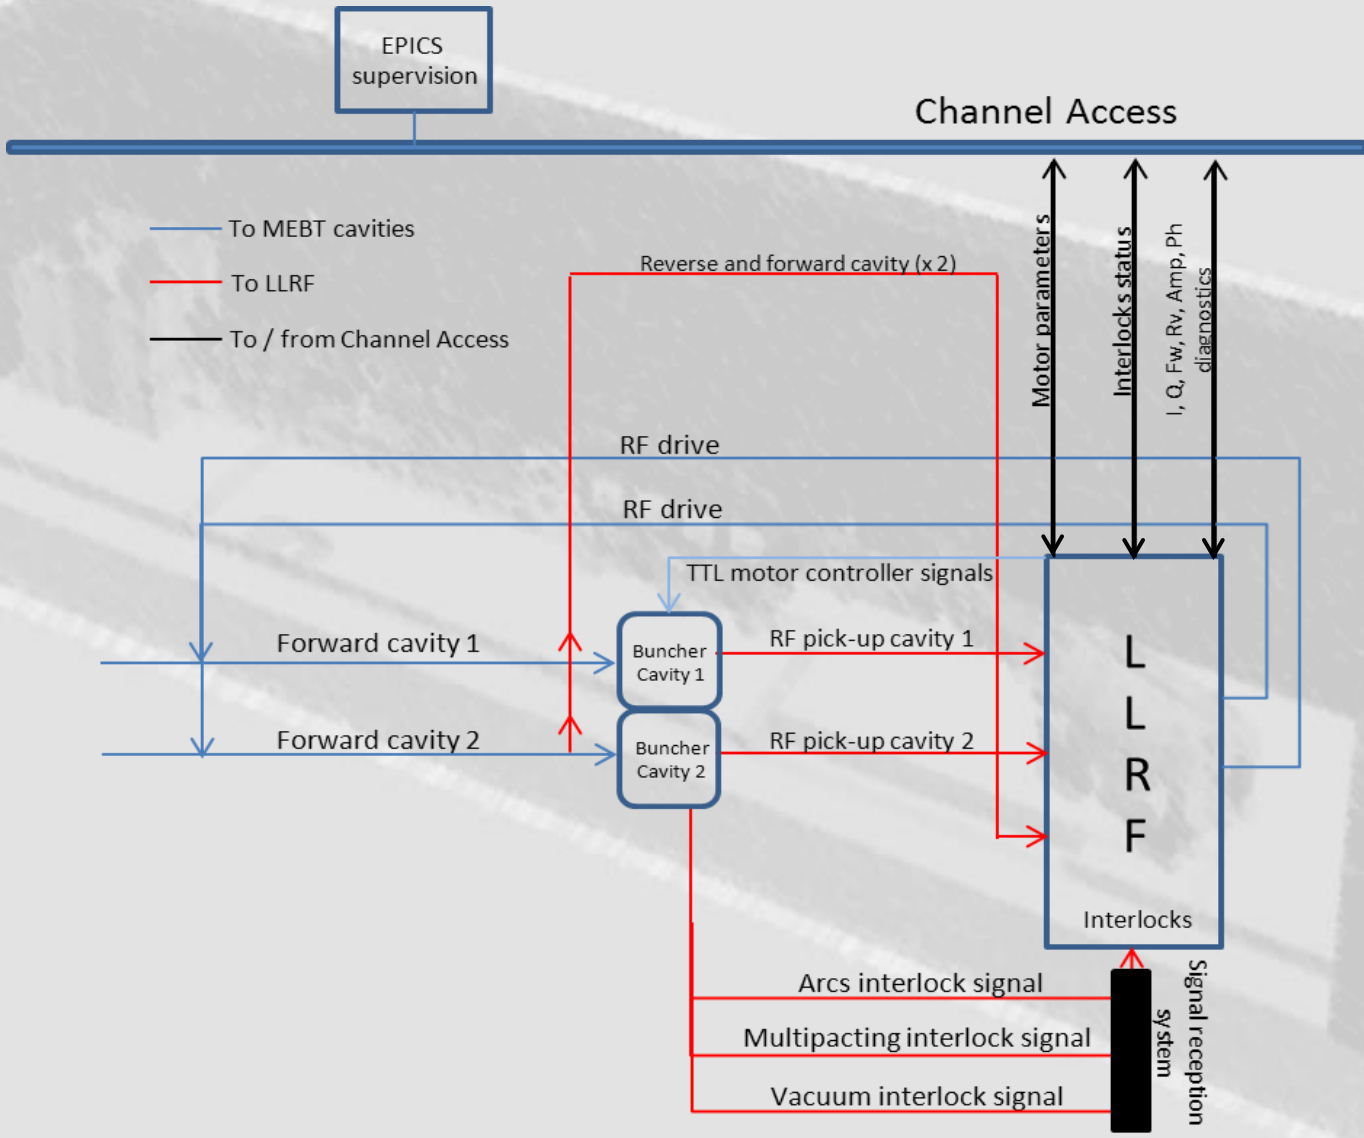 EPICS
supervision
Channel Access
To MEBT cavities
To LLRF
To / from Channel Access
Reverse and forward cavity (x 2)
Motor parameters
Interlocks status
I, Q, Fw, Rv, Amp, Ph
diagnostics
RF drive
RF drive
TTL motor controller signals
Forward cavity 1
Buncher
Cavity 1
RF pick-up cavity 1
Forward cavity 2
Buncher
Cavity 2
RF pick-up cavity 2
L
L
R
F
Interlocks
Arcs interlock signal
Multipacting interlock signal
Vacuum interlock signal
Signal reception
system